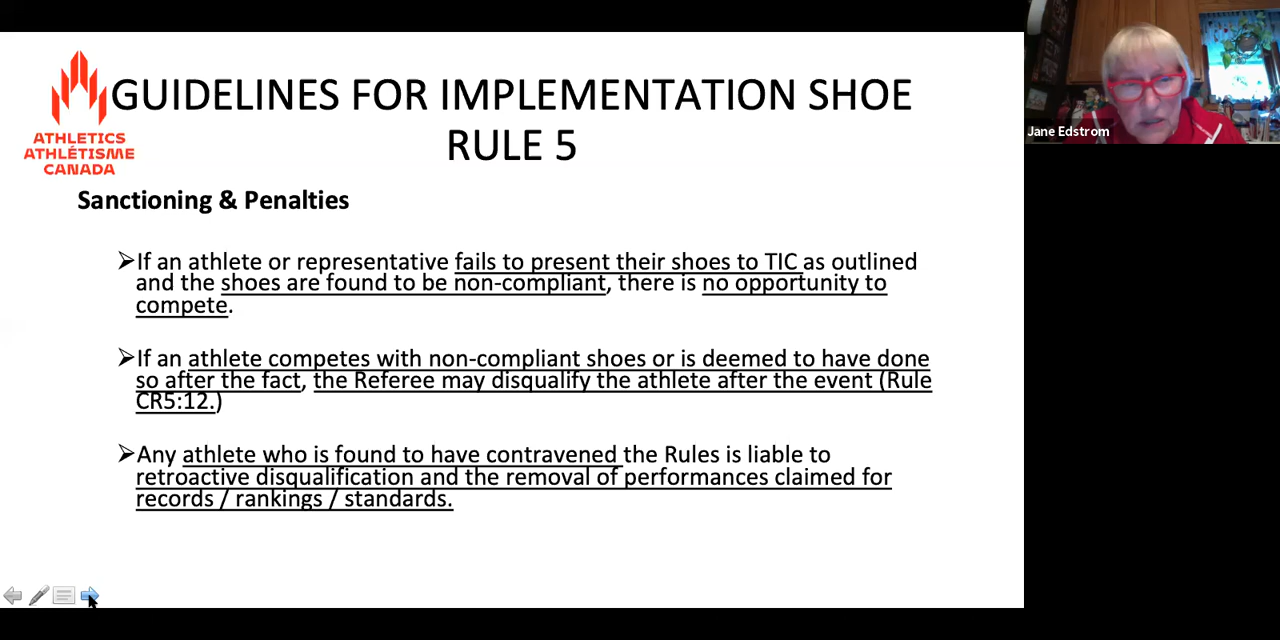 GUIDELINES FOR IMPLEMENTATION SHOE
RULE 5
ATHLETICS
ATHLÉTISME
CANADA
Sanctioning & Penalties
➢If an athlete or representative fails to present their shoes to TIC as outlined
and the shoes are found to be non-compliant, there is no opportunity to
compete.
➢If an athlete competes with non-compliant shoes or is deemed to have done
so after the fact, the Referee may disqualify the athlete after the event (Rule
CR5:12.)
➢Any athlete who is found to have contravened the Rules is liable to
retroactive disqualification and the removal of performances claimed for
records / rankings / standards.
Jane Edstrom